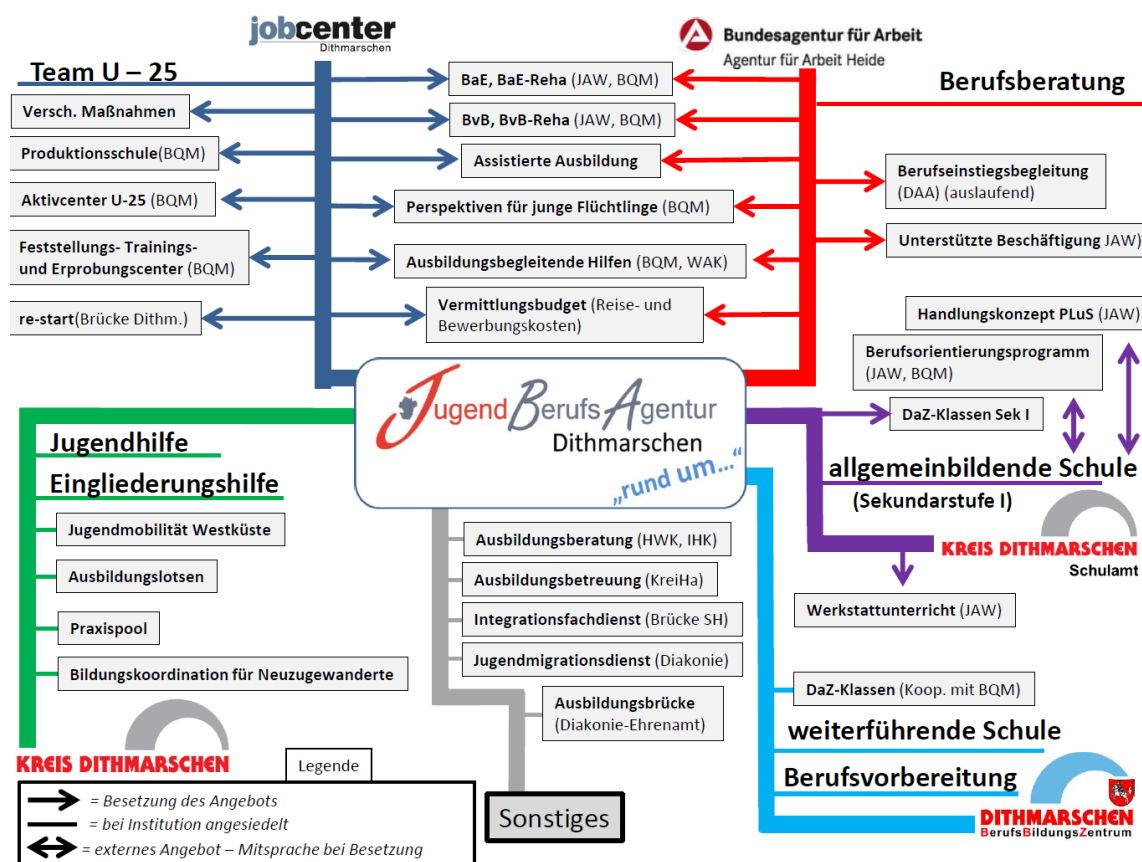 jobcenter
Dithmarschen
Bundesagentur für Arbeit
Agentur für Arbeit Heide
Team U – 25
Berufsberatung
Versch. Maßnahmen
Produktionsschule(BQM)
Aktivcenter U-25 (BQM)
Feststellungs- Trainings-
und Erprobungscenter (BQM)
re-start(Brücke Dithm.)
BaE, BaE-Reha (JAW, BQM)
BvB, BvB-Reha (JAW, BQM)
Assistierte Ausbildung
Perspektiven für junge Flüchtlinge (BQM)
Ausbildungsbegleitende Hilfen (BQM, WAK)
Vermittlungsbudget (Reise- und
Bewerbungskosten)
Berufseinstiegsbegleitung
(DAA) (auslaufend)
Unterstützte Beschäftigung JAW)
Handlungskonzept PLuS (JAW)
Berufsorientierungsprogramm
(JAW, BQM)
DaZ-Klassen Sek I
JugendBerufsAgentur
Dithmarschen
„rund um..."
allgemeinbildende Schule
(Sekundarstufe I)
KREIS DITHMARSCHEN
Schulamt
Werkstattunterricht (JAW)
Jugendhilfe
Eingliederungshilfe
Jugendmobilität Westküste
Ausbildungslotsen
Praxispool
Bildungskoordination für Neuzugewanderte
KREIS DITHMARSCHEN
Ausbildungsberatung (HWK, IHK)
Ausbildungsbetreuung (KreiHa)
Integrationsfachdienst (Brücke SH)
Jugendmigrationsdienst (Diakonie)
Ausbildungsbrücke
(Diakonie-Ehrenamt)
Sonstiges
DaZ-Klassen (Koop. mit BQM)
weiterführende Schule
Berufsvorbereitung
DITHMARSCHEN
BerufsBildungsZentrum
Legende
= Besetzung des Angebots
= bei Institution angesiedelt
= externes Angebot – Mitsprache bei Besetzung